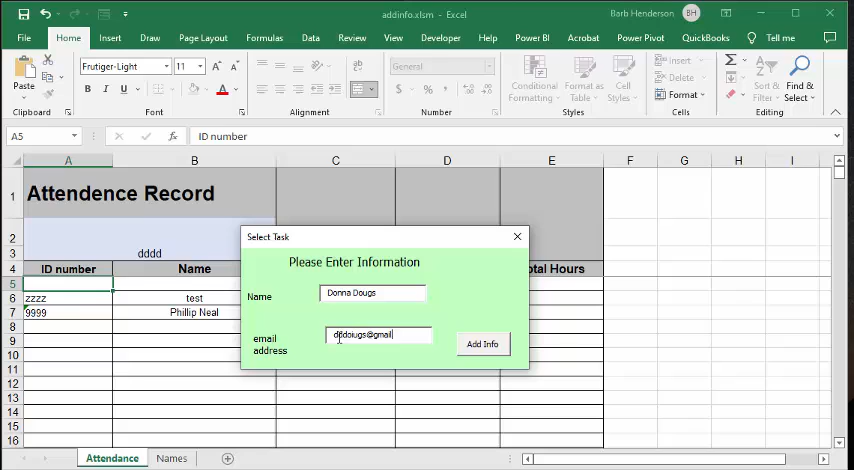 addinfo.xlsm - Excel
Barb Henderson BH
File Home Insert Draw Page Layout Formulas Data Review View Developer Help Power BI Acrobat Power Pivot QuickBooks Tell me
Paste
Frutiger-Light 11
B I U
General
$ %
Conditional Formatting
Format as Table
Cell Styles
Insert
Delete
Format
Sort & Filter
Find & Select
Clipboard Font Alignment Number Styles Cells Editing
A5 fx ID number
A B C D E F G H I
1 Attendence Record
2
3 dddd
4 ID number Name otal Hours
5
6 zzzz test
7 9999 Phillip Neal
8
9
10
11
12
13
14
15
16
Select Task
Please Enter Information
Name Donna Dougs
email address
Add Info
Attendance Names